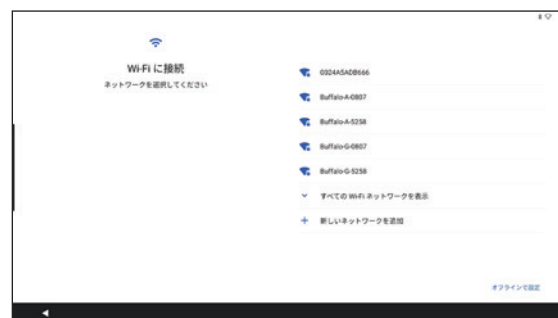 Wi-Fi に接続
ネットワークを選択してください
0024A5ADB666
Buffalo-A-0807
Buffalo-A-5258
Buffalo-G-0807
Buffalo-G-5258
すべての Wi-Fi ネットワークを表示
新しいネットワークを追加
オフラインで設定